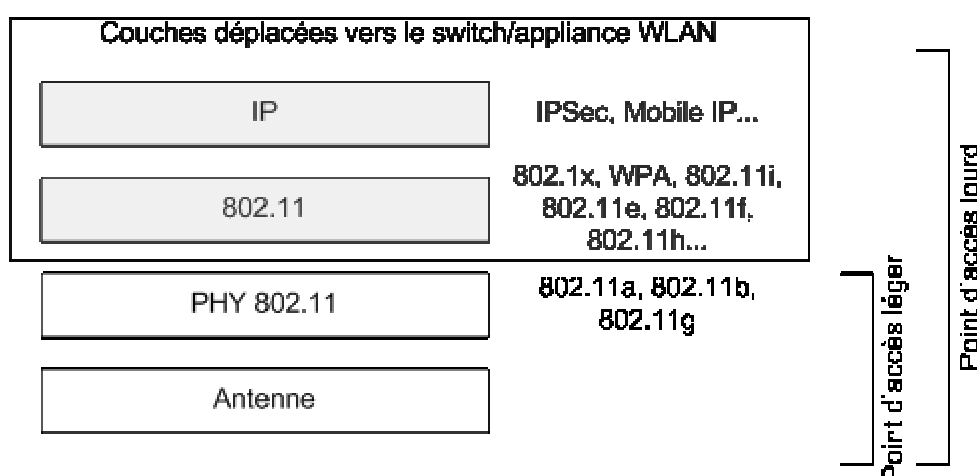 Couches déplacées vers le switch/appliance WLAN
IP
IPSec, Mobile IP...
802.11
802.1x, WPA, 802.11i,
802.11e, 802.11f,
802.11h...
PHY 802.11
802.11a, 802.11b,
802.11g
Antenne
Point d'accès léger
Point d'accès lourd